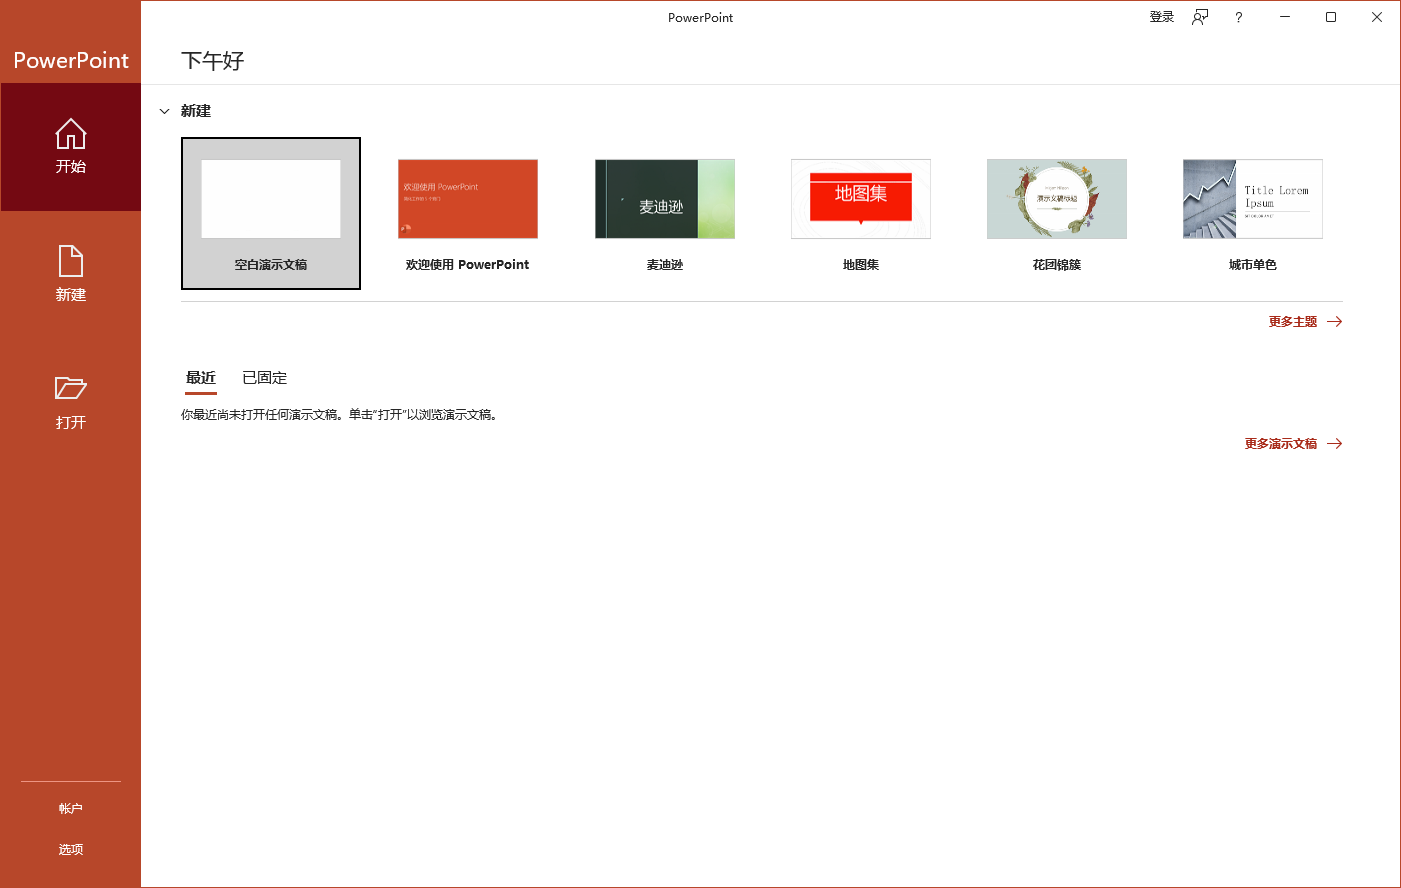 PowerPoint
登录
?
PowerPoint
下午好
开始
新建
打开
帐户
选项
新建
欢迎使用 PowerPoint
麦迪逊
地图集
演示文稿标题
Title Lorem
Ipsum
空白演示文稿
欢迎使用 PowerPoint
麦迪逊
地图集
花团锦簇
城市单色
更多主题
最近
已固定
你最近尚未打开任何演示文稿。单击"打开"以浏览演示文稿。
更多演示文稿